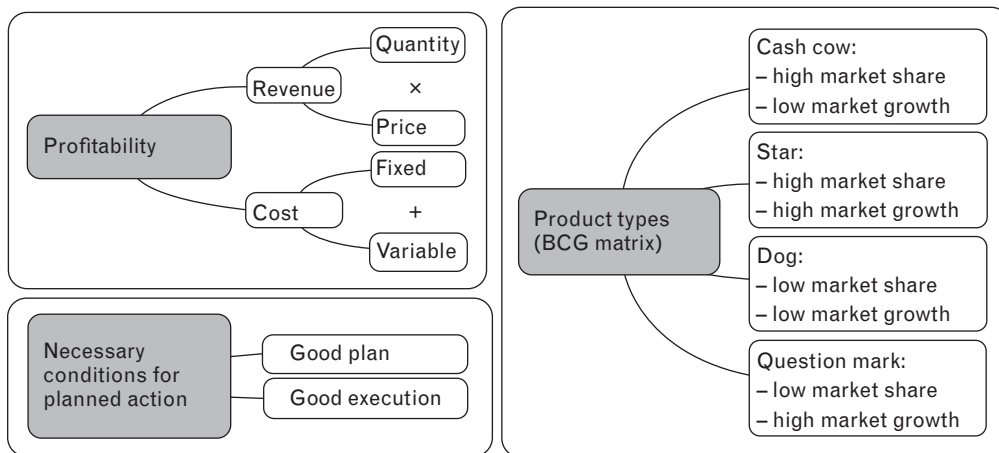 Profitability
Revenue
Quantity
×
Price
Cost
Fixed
+
Variable
Necessary
conditions for
planned action
Good plan
Good execution
Product types
(BCG matrix)
Cash cow:
– high market share
– low market growth
Star:
– high market share
– high market growth
Dog:
– low market share
– low market growth
Question mark:
– low market share
– high market growth